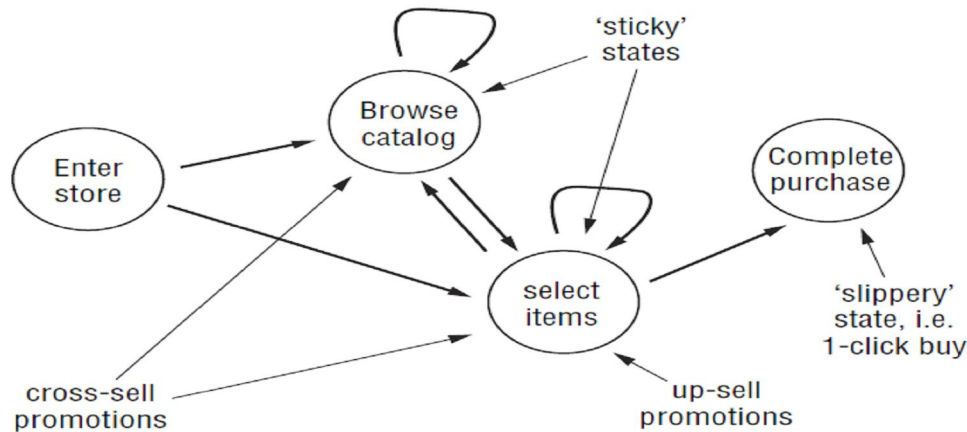 'sticky'
states
Browse
catalog
Enter
store
Complete
purchase
select
items
'slippery'
state, i.e.
1-click buy
cross-sell
promotions
up-sell
promotions